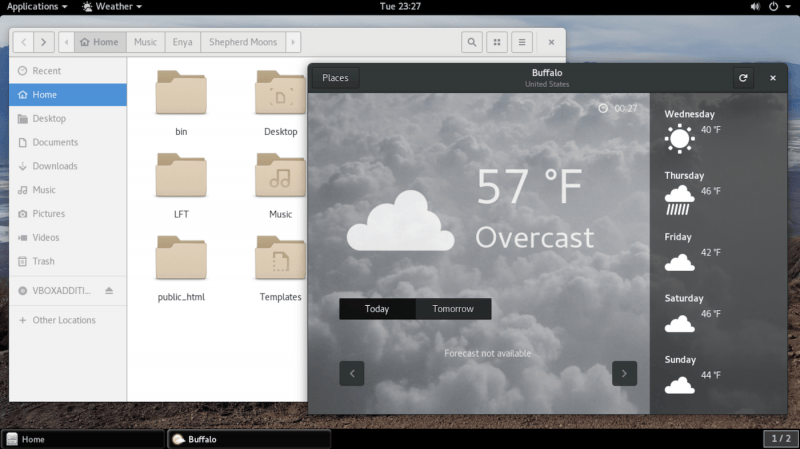 Applications
Weather
Tue 23:27
Home
Music
Enya
Shepherd Moons
Recent
Home
Desktop
Documents
Downloads
Music
Pictures
Videos
Trash
VBOXADDITI...
Other Locations
bin
Desktop
LFT
Music
public_html
Templates
Places
Buffalo
United States
00:27
57 °F
Overcast
Today
Tomorrow
Forecast not available
Wednesday
40 °F
Thursday
46 °F
Friday
42 °F
Saturday
46 °F
Sunday
44 °F
Home
Buffalo
1 / 2